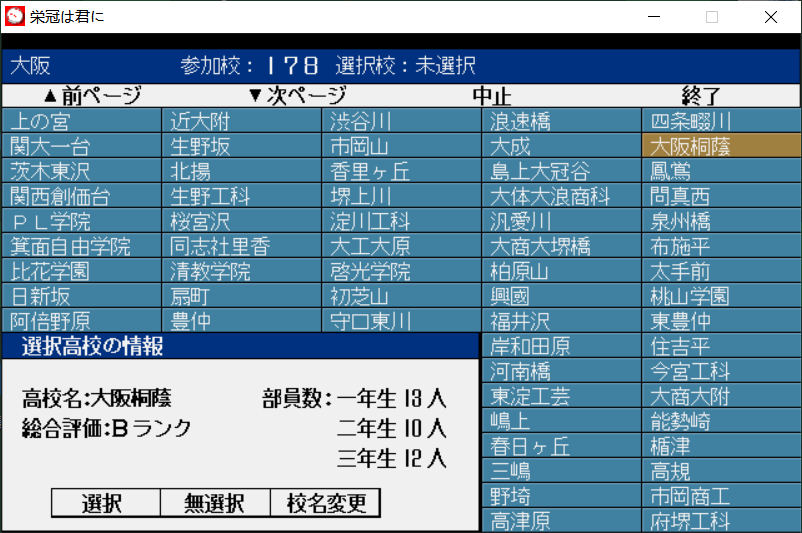 栄冠は君に
大阪 参加校：１７８ 選択校：未選択
▲前ページ ▼次ページ 中止 終了
上の宮 近大附 渋谷川 浪速橋 四条畷川
関大一台 生野坂 市岡山 大成 大阪桐蔭
茨木東沢 北揚 香里ヶ丘 島上大冠谷 鳳鴬
関西創価台 生野工科 堺上川 大体大浪商科 問真西
ＰＬ学院 桜宮沢 淀川工科 汎愛川 泉州橋
箕面自由学院 同志社里香 大工大原 大商大堺橋 布施平
比花学園 清教学院 啓光学院 柏原山 太手前
日新坂 扇町 初芝山 興國 桃山学園
阿倍野原 豊仲 守口東川 福井沢 東豊仲
選択高校の情報 岸和田原 住吉平
河南橋 今宮工科
高校名:大阪桐蔭 部員数：一年生 13 人 東淀工芸 大商大附
総合評価:B ランク 二年生 10 人 嶋上 能勢崎
三年生 12 人 春日ヶ丘 楯津
三嶋 高規
選択 無選択 校名変更 野埼 市岡商工
高津原 府堺工科